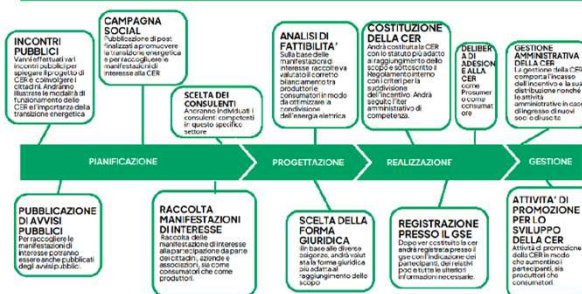 INCONTRI
PUBBLICI
Vanno effettuati vari
incontri pubblici per
spiegare il progetto di
CER e coinvolgere i
cittadini. Andranno
illustrate le modalità di
funzionamento delle
CER e l'importanza della
transizione energetica
CAMPAGNA
SOCIAL
Pubblicazione di post
finalizzati a promuovere
la transizione energetica
e per raccogliere le
manifestazioni di
interesse alla CER
SCELTA DEI
CONSULENTI
Andranno individuati i
consulenti competenti
in questo specifico
settore
ANALISI DI
FATTIBILITA'
Sulla base delle
manifestazioni di
interesse raccolte va
valutato il corretto
bilanciamento tra
produttori e
consumatori in modo
da ottimizzare la
condivisione
dell'energia elettrica
COSTITUZIONE
DELLA CER
Andrà costituita la CER
con lo statuto più adatto
al raggiungimento dello
scopo e sottoscritto il
Regolamento interno
con i criteri per la
suddivisione
dell'incentivo. Andrà
seguito l'iter
amministrativo di
competenza.
DELIBER
A DI
ADESION
E ALLA
CER
come
Prosumer
o come
consumat
ore
GESTIONE
AMMINISTRATIVA
DELLA CER
La gestione della CER
comporta l'incasso
dell'incentivo e la sua
distribuzione nonché
le attività
amministrative in caso
di ingresso di nuovi
soci e di uscita
PIANIFICAZIONE
PROGETTAZIONE
REALIZZAZIONE
GESTIONE
PUBBLICAZIONE
DI AVVISI
PUBBLICI
Per raccogliere le
manifestazioni di
interesse potranno
essere anche pubblicati
degli avvisi pubblici.
RACCOLTA
MANIFESTAZIONI
DI INTERESSE
Raccolta delle
manifestazione di interesse
alla partecipazione da parte
dei cittadini, aziende e
associazioni, sia come
consumatori che come
produttori.
SCELTA DELLA
FORMA
GIURIDICA
In base alle diverse
esigenze, andrà valut
ata la forma giuridica
più adatta al
raggiungimento dello
scopo
REGISTRAZIONE
PRESSO IL GSE
Dopo aver costituito la cer
andrà registrata presso il
gse con l'indicazione dei
partecipanti, dei relativi
pod e tutte le ulteriori
informazioni necessarie.
ATTIVITA' DI
PROMOZIONE
PER LO
SVILUPPO
DELLA CER
Attività di promozione
della CER in modo
che aumentino i
partecipanti, sia
produttori che
consumatori